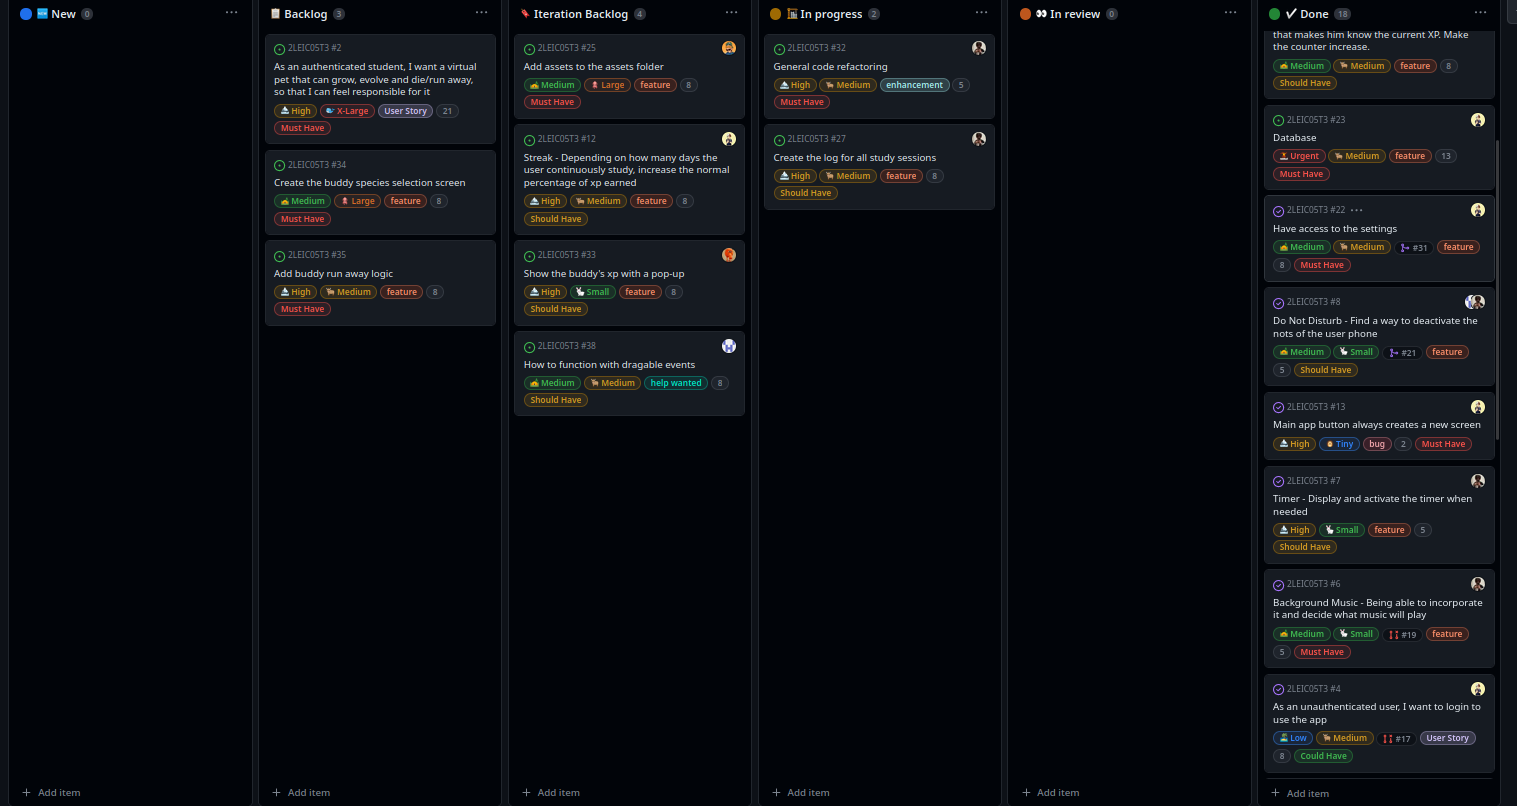 New 0
Backlog 3
2LEIC05T3 #2
As an authenticated student, I want a virtual
pet that can grow, evolve and die/run away,
so that I can feel responsible for it
High X-Large User Story 21
Must Have
2LEIC05T3 #34
Create the buddy species selection screen
Medium Large feature 8
Must Have
2LEIC05T3 #35
Add buddy run away logic
High Medium feature 8
Must Have
Iteration Backlog 4
2LEIC05T3 #25
Add assets to the assets folder
Medium Large feature 8
Must Have
2LEIC05T3 #12
Streak - Depending on how many days the
user continuously study, increase the normal
percentage of xp earned
High Medium feature 8
Should Have
2LEIC05T3 #33
Show the buddy's xp with a pop-up
High Small feature 8
Should Have
2LEIC05T3 #38
How to function with dragable events
Medium Medium help wanted 8
Should Have
In progress 2
2LEIC05T3 #32
General code refactoring
High Medium enhancement 5
Must Have
2LEIC05T3 #27
Create the log for all study sessions
High Medium feature 8
Should Have
In review 0
Done 18
that makes him know the current XP. Make
the counter increase.
Medium Medium feature 8
Should Have
2LEIC05T3 #23
Database
Urgent Medium feature 13
Must Have
2LEIC05T3 #22 ...
Have access to the settings
Medium Medium #31 feature
8 Must Have
2LEIC05T3 #8
Do Not Disturb - Find a way to deactivate the
nots of the user phone
Medium Small #21 feature
5 Should Have
2LEIC05T3 #13
Main app button always creates a new screen
High Tiny bug 2 Must Have
2LEIC05T3 #7
Timer - Display and activate the timer when
needed
High Small feature 5
Should Have
2LEIC05T3 #6
Background Music - Being able to incorporate
it and decide what music will play
Medium Small #19 feature
5 Must Have
2LEIC05T3 #4
As an unauthenticated user, I want to login to
use the app
Low Medium #17 User Story
8 Could Have
+ Add item
+ Add item
+ Add item
+ Add item
+ Add item
+ Add item